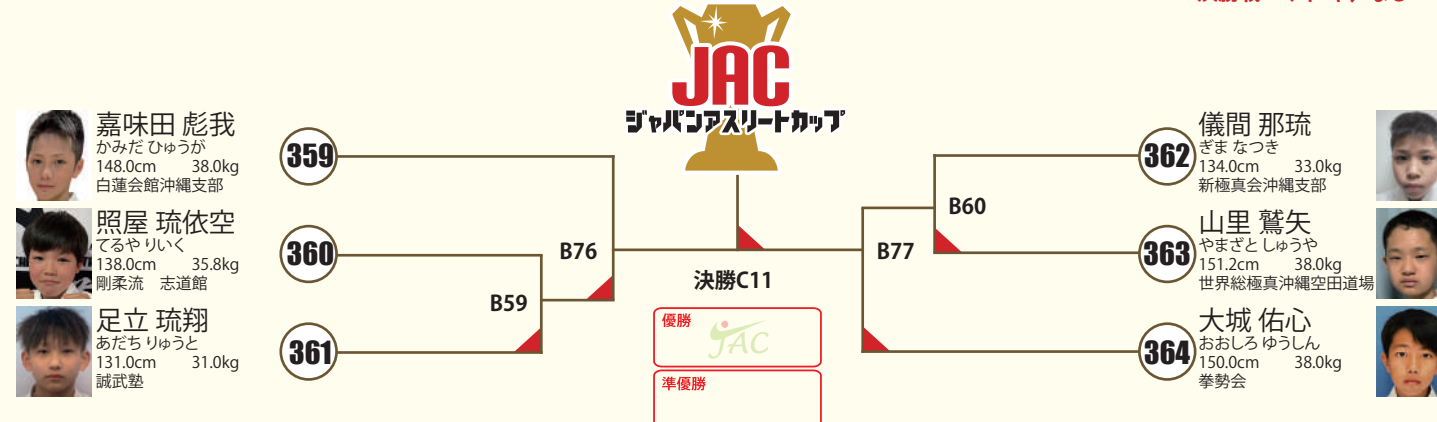 JAC
ジャパンアスリートカップ
嘉味田 彪我
かみだ ひゅうが
148.0cm 38.0kg
白蓮会館沖縄支部
359
照屋 琉依空
てるや りいく
138.0cm 35.8kg
剛柔流 志道館
360
足立 琉翔
あだち りゅうと
131.0cm 31.0kg
誠武塾
361
B59
B76
決勝C11
優勝
JAC
準優勝
B77
B60
362
儀間 那琉
ぎま なつき
134.0cm 33.0kg
新極真会沖縄支部
363
山里 鷲矢
やまざと しゅうや
151.2cm 38.0kg
世界総極真沖縄空田道場
364
大城 佑心
おおしろ ゆうしん
150.0cm 38.0kg
拳勢会